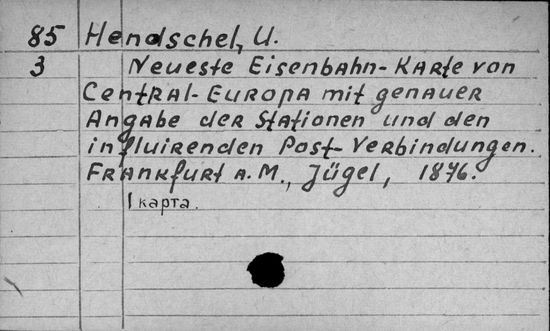 85 Hendschel, U.
3 Neueste Eisenbahn-Karte von
Central-Europa mit genauer
Angabe der Stationen und den
influirenden Post-Verbindungen.
Frankfurt a.M., Jügel, 1876.
1 карта.